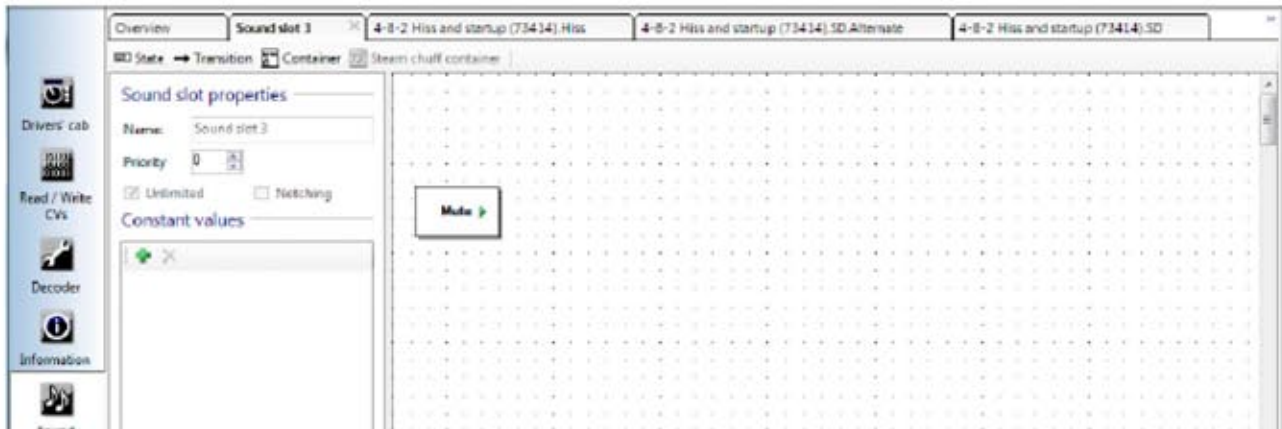 Overview
Sound slot 3
4-8-2 Hiss and startup (73414).Hiss
4-8-2 Hiss and startup (73414).SD.Alternate
4-8-2 Hiss and startup (73414).SD
State Transition Container Steam chuff container
Drivers' cab
Read / Write
CVs
Decoder
Information
Sound
Sound slot properties
Name: Sound slot 3
Priority 0
Unlimited Notching
Constant values
Mute